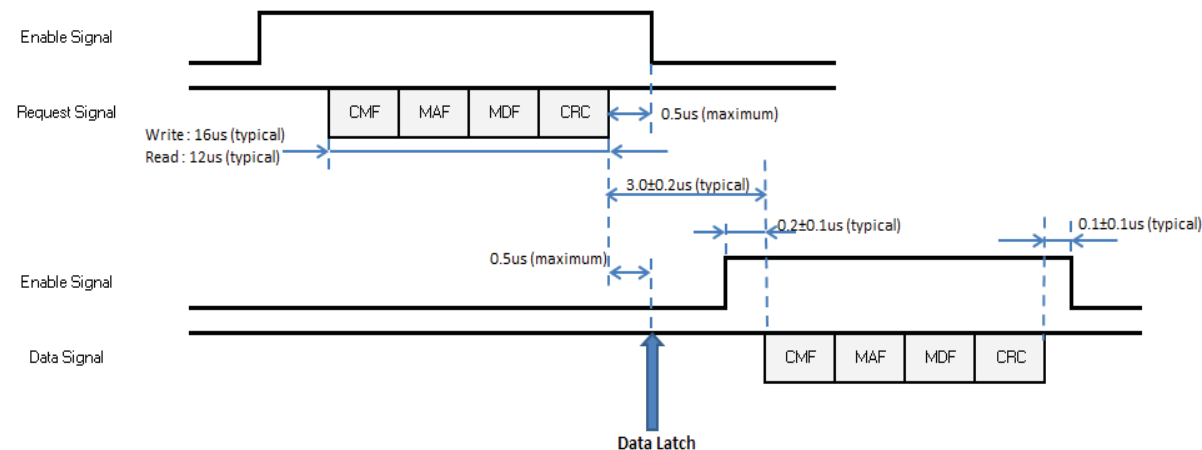 Enable Signal
Request Signal
CMF MAF MDF CRC
0.5us (maximum)
Write : 16us (typical)
Read : 12us (typical)
3.0±0.2us (typical)
0.2±0.1us (typical)
0.1±0.1us (typical)
0.5us (maximum)
Enable Signal
Data Signal
CMF MAF MDF CRC
Data Latch